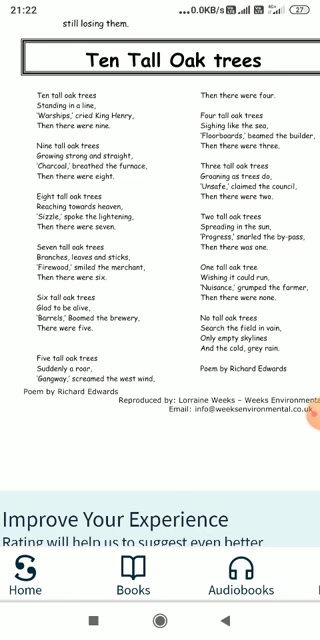 21:22
...0.0KB/s
4G+
27
still losing them.
Ten Tall Oak trees
Ten tall oak trees
Standing in a line,
'Warships,' cried King Henry,
Then there were nine.
Nine tall oak trees
Growing strong and straight,
'Charcoal,' breathed the furnace,
Then there were eight.
Eight tall oak trees
Reaching towards heaven,
'Sizzle,' spoke the lightening,
Then there were seven.
Seven tall oak trees
Branches, leaves and sticks,
'Firewood,' smiled the merchant,
Then there were six.
Six tall oak trees
Glad to be alive,
'Barrels,' Boomed the brewery,
There were five.
Five tall oak trees
Suddenly a roar,
'Gangway,' screamed the west wind,
Then there were four.
Four tall oak trees
Sighing like the sea,
'Floorboards,' beamed the builder,
Then there were three.
Three tall oak trees
Groaning as trees do,
'Unsafe,' claimed the council,
Then there were two.
Two tall oak trees
Spreading in the sun,
'Progress,' snarled the by-pass,
Then there was one.
One tall oak tree
Wishing it could run,
'Nuisance,' grumped the farmer,
Then there were none.
No tall oak trees
Search the field in vain,
Only empty skylines
And the cold, grey rain.
Poem by Richard Edwards
Poem by Richard Edwards
Reproduced by: Lorraine Weeks – Weeks Environmenta
Email: info@weeksenvironmental.co.uk
Improve Your Experience
Rating will help us to suggest even better
Home
Books
Audiobooks